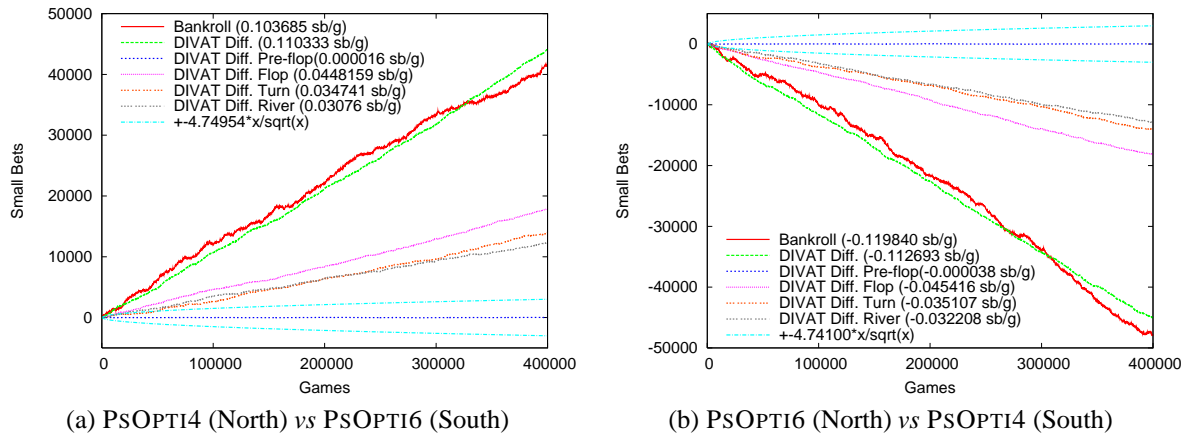 50000
40000
30000
20000
10000
0
-10000
0
100000
200000
300000
400000
Small Bets
Games
Bankroll (0.103685 sb/g)
DIVAT Diff. (0.110333 sb/g)
DIVAT Diff. Pre-flop(0.000016 sb/g)
DIVAT Diff. Flop (0.0448159 sb/g)
DIVAT Diff. Turn (0.034741 sb/g)
DIVAT Diff. River (0.03076 sb/g)
+-4.74954*x/sqrt(x)
(a) PSOPTI4 (North) vs PSOPTI6 (South)
0
-10000
-20000
-30000
-40000
-50000
0
100000
200000
300000
400000
Small Bets
Games
Bankroll (-0.119840 sb/g)
DIVAT Diff. (-0.112693 sb/g)
DIVAT Diff. Pre-flop(-0.000038 sb/g)
DIVAT Diff. Flop (-0.045416 sb/g)
DIVAT Diff. Turn (-0.035107 sb/g)
DIVAT Diff. River (-0.032208 sb/g)
+-4.74100*x/sqrt(x)
(b) PSOPTI6 (North) vs PSOPTI4 (South)